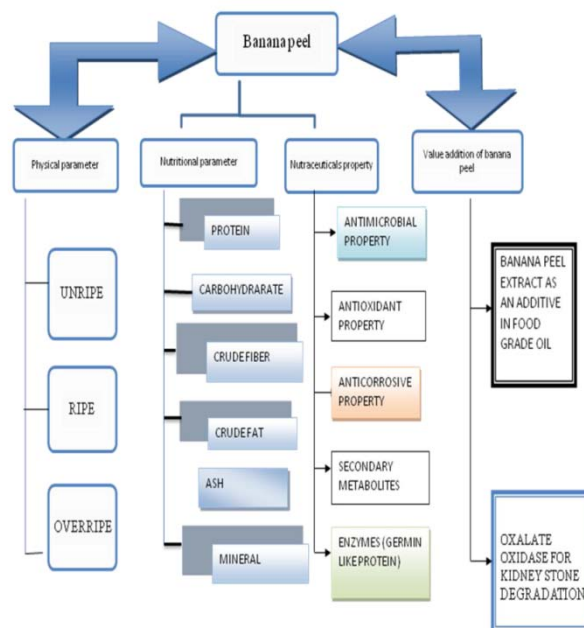 Banana peel
Physical parameter
Nutritional parameter
Nutraceuticals property
Value addition of banana
peel
UNRIPE
RIPE
OVERRIPE
PROTEIN
CARBOHYDRARATE
CRUDE FIBER
CRUDE FAT
ASH
MINERAL
ANTIMICROBIAL
PROPERTY
ANTIOXIDANT
PROPERTY
ANTICORROSIVE
PROPERTY
SECONDARY
METABOLITES
ENZYMES (GERMIN
LIKE PROTEIN)
BANANA PEEL
EXTRACT AS
AN ADDITIVE
IN FOOD
GRADE OIL
OXALATE
OXIDASE FOR
KIDNEY STONE
DEGRADATION